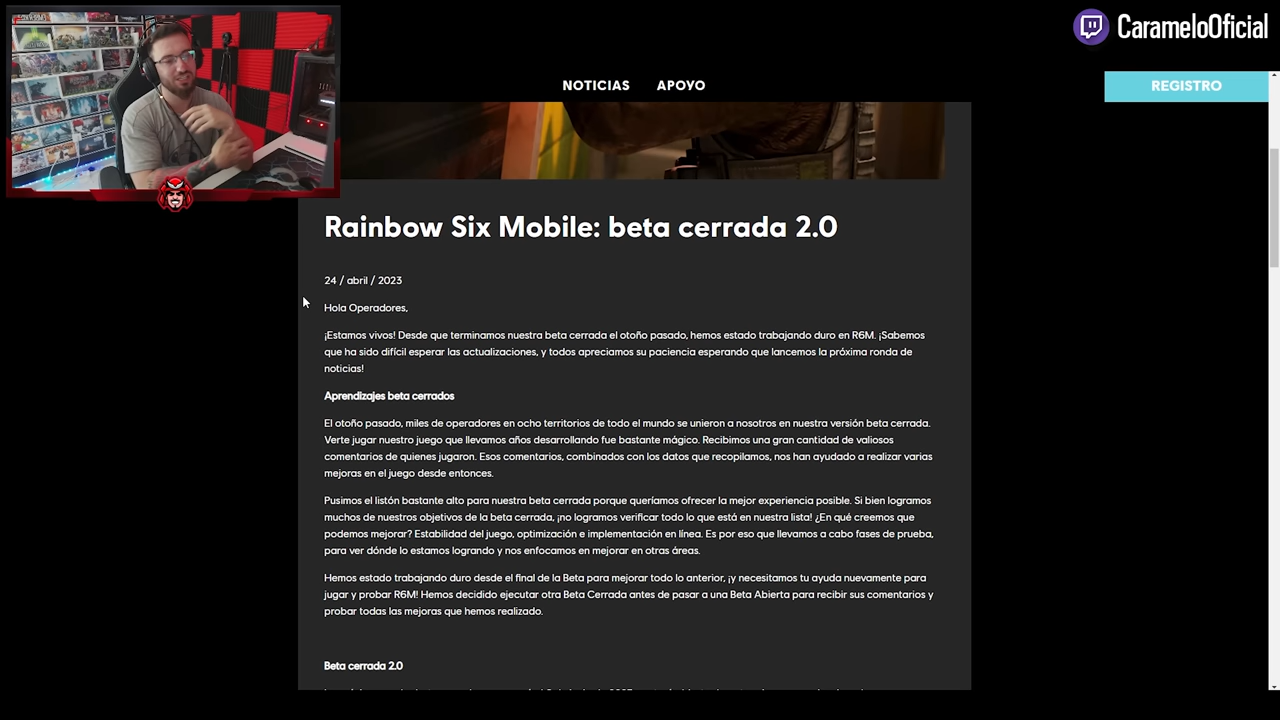 CarameloOficial
NOTICIAS APOYO
REGISTRO
Rainbow Six Mobile: beta cerrada 2.0
24 / abril / 2023
Hola Operadores,
¡Estamos vivos! Desde que terminamos nuestra beta cerrada el otoño pasado, hemos estado trabajando duro en R6M. ¡Sabemos
que ha sido difícil esperar las actualizaciones, y todos apreciamos su paciencia esperando que lancemos la próxima ronda de
noticias!
Aprendizajes beta cerrados
El otoño pasado, miles de operadores en ocho territorios de todo el mundo se unieron a nosotros en nuestra versión beta cerrada.
Verte jugar nuestro juego que llevamos años desarrollando fue bastante mágico. Recibimos una gran cantidad de valiosos
comentarios de quienes jugaron. Esos comentarios, combinados con los datos que recopilamos, nos han ayudado a realizar varias
mejoras en el juego desde entonces.
Pusimos el listón bastante alto para nuestra beta cerrada porque queríamos ofrecer la mejor experiencia posible. Si bien logramos
muchos de nuestros objetivos de la beta cerrada, ¡no logramos verificar todo lo que está en nuestra lista! ¿En qué creemos que
podemos mejorar? Estabilidad del juego, optimización e implementación en línea. Es por eso que llevamos a cabo fases de prueba,
para ver dónde lo estamos logrando y nos enfocamos en mejorar en otras áreas.
Hemos estado trabajando duro desde el final de la Beta para mejorar todo lo anterior, ¡y necesitamos tu ayuda nuevamente para
jugar y probar R6M! Hemos decidido ejecutar otra Beta Cerrada antes de pasar a una Beta Abierta para recibir sus comentarios y
probar todas las mejoras que hemos realizado.
Beta cerrada 2.0